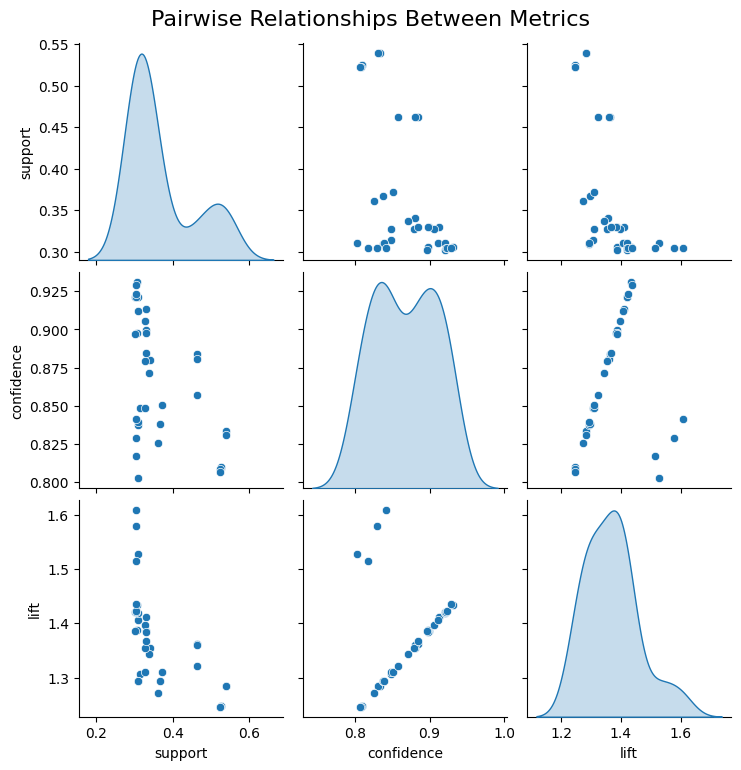 Pairwise Relationships Between Metrics
0.55
0.50
0.45
0.40
0.35
0.30
support
0.925
0.900
0.875
0.850
0.825
0.800
confidence
1.6
1.5
1.4
1.3
lift
0.2 0.4 0.6
support
0.8 0.9 1.0
confidence
1.2 1.4 1.6
lift